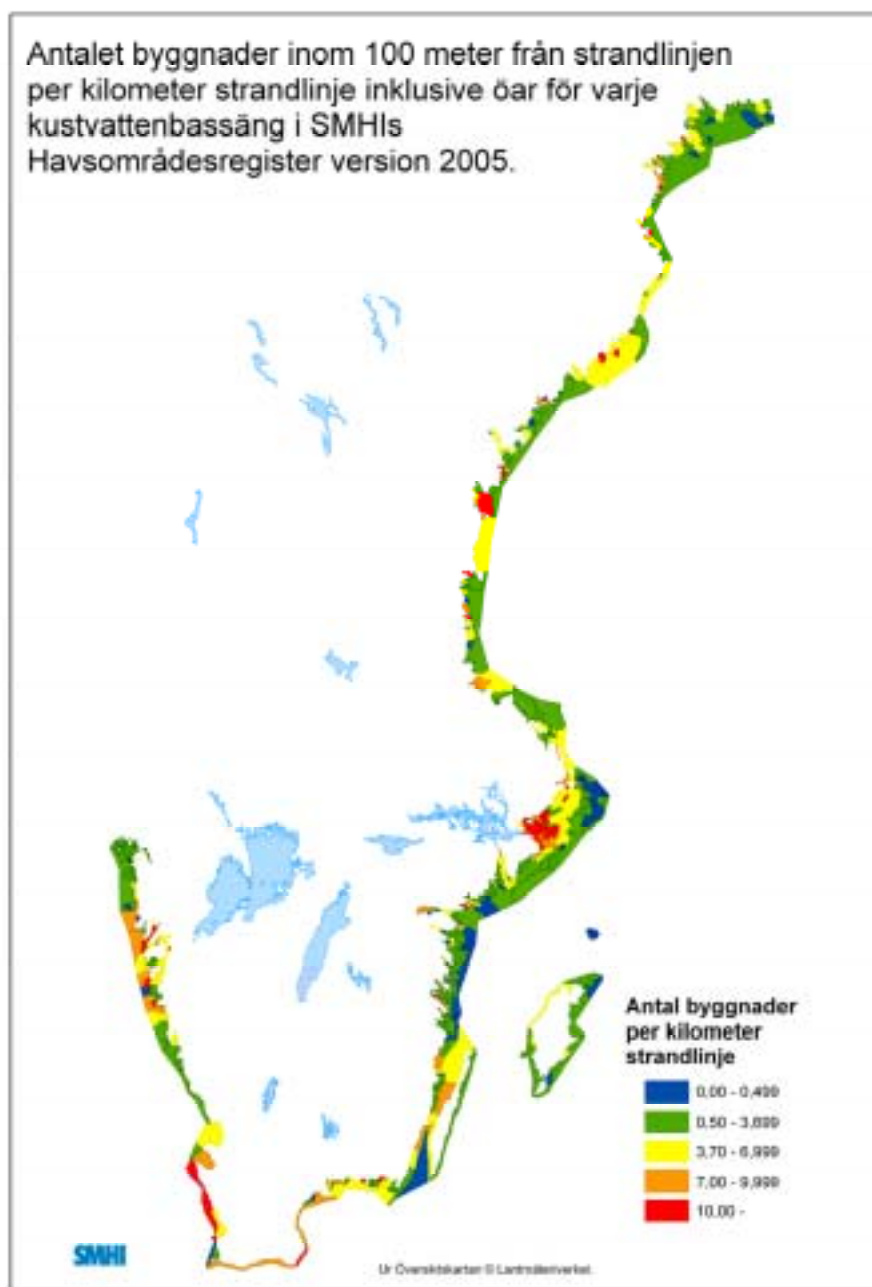 Antalet byggnader inom 100 meter från strandlinjen
per kilometer strandlinje inklusive öar för varje
kustvattenbassäng i SMHIs
Havsområdesregister version 2005.
Antal byggnader
per kilometer
strandlinje
0,00 - 0,499
0,50 - 3,699
3,70 - 6,999
7,00 - 9,999
10,00 -
SMHI
Ur Översiktskartan © Lantmäteriverket.